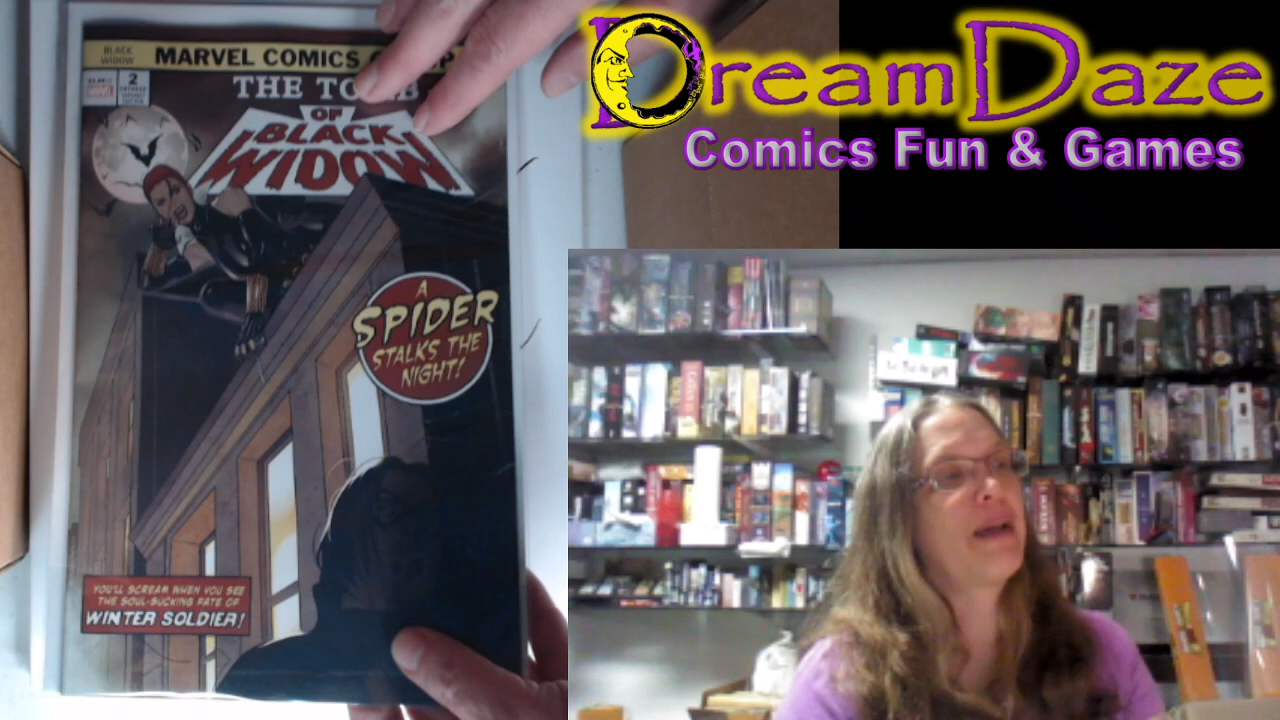 BLACK
WIDOW
MARVEL COMICS
2
MARVEL
THE
OF
BLACK
WIDOW
A
SPIDER
STALKS THE
NIGHT!
YOU'LL SCREAM WHEN YOU SEE
THE SOUL-SUCKING FATE OF
WINTER SOLDIER!
DreamDaze
Comics Fun & Games